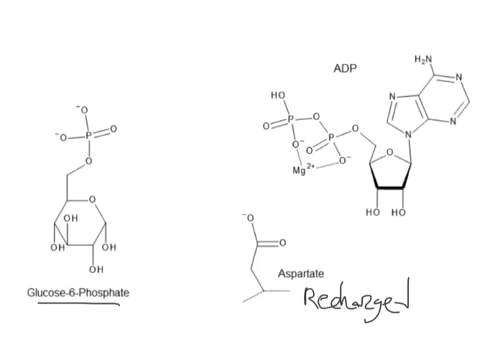 ADP
H₂N
N
N
N
N
HO
P
O
O
O⁻
P
O
O
O⁻
Mg²⁺
O
HO
HO
⁻O
⁻O
P
O
O
O
OH
OH
OH
OH
Glucose-6-Phosphate
⁻O
O
Aspartate
Recharged